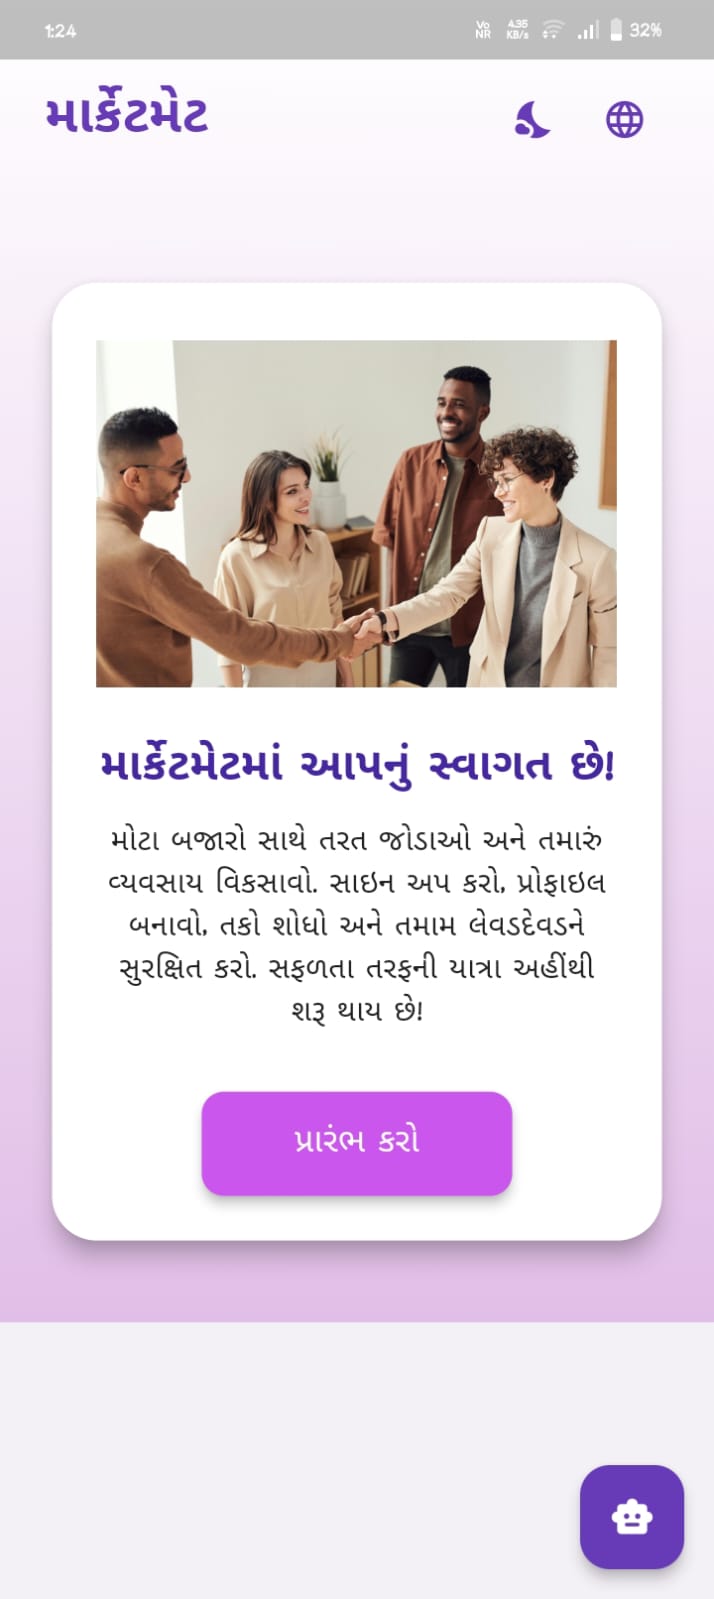 1:24
Vo NR 4.35 KB/s 32%
માર્કેટમેટ
માર્કેટમેટમાં આપનું સ્વાગત છે!
મોટા બજારો સાથે તરત જોડાઓ અને તમારું
વ્યવસાય વિકસાવો. સાઇન અપ કરો, પ્રોફાઇલ
બનાવો, તકો શોધો અને તમામ લેવડદેવડને
સુરક્ષિત કરો. સફળતા તરફની યાત્રા અહીંથી
શરૂ થાય છે!
પ્રારંભ કરો